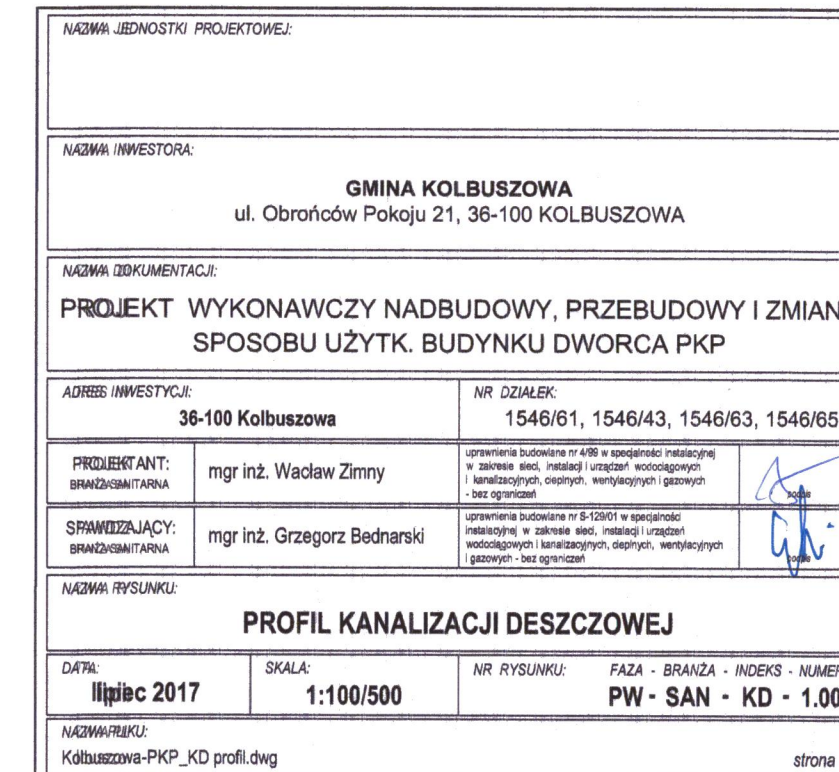 NAZWA JEDNOSTKI PROJEKTOWEJ:
NAZWA INWESTORA:
GMINA KOLBUSZOWA
ul. Obrońców Pokoju 21, 36-100 KOLBUSZOWA
NAZWA DOKUMENTACJI:
PROJEKT WYKONAWCZY NADBUDOWY, PRZEBUDOWY I ZMIAN
SPOSOBU UŻYTK. BUDYNKU DWORCA PKP
ADRES INWESTYCJI:
36-100 Kolbuszowa
NR DZIAŁEK:
1546/61, 1546/43, 1546/63, 1546/65
PROJEKTANT:
BRANŻA SANITARNA
mgr inż. Wacław Zimny
uprawnienia budowlane nr 4/99 w specjalności instalacyjnej
w zakresie sieci, instalacji i urządzeń wodociągowych
i kanalizacyjnych, cieplnych, wentylacyjnych i gazowych
- bez ograniczeń
podpis
SPAWDZAJĄCY:
BRANŻA SANITARNA
mgr inż. Grzegorz Bednarski
uprawnienia budowlane nr S-129/01 w specjalności
instalacyjnej w zakresie sieci, instalacji i urządzeń
wodociągowych i kanalizacyjnych, cieplnych, wentylacyjnych
i gazowych - bez ograniczeń
podpis
NAZWA RYSUNKU:
PROFIL KANALIZACJI DESZCZOWEJ
DATA:
lipiec 2017
SKALA:
1:100/500
NR RYSUNKU:
FAZA - BRANŻA - INDEKS - NUMER
PW - SAN - KD - 1.00
NAZWA PLIKU:
Kolbuszowa-PKP_KD profil.dwg
strona